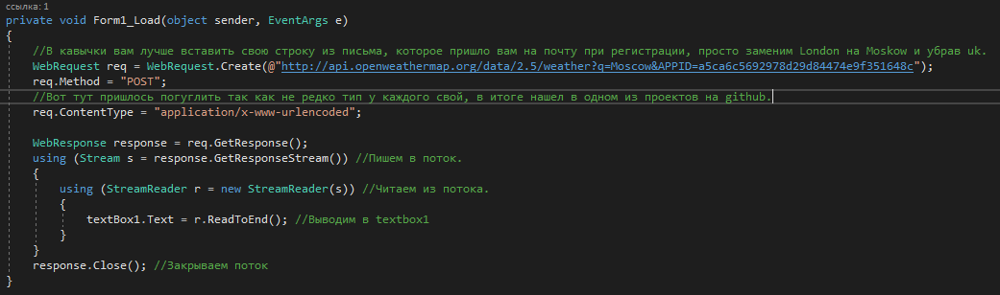 ссылка: 1
private void Form1_Load(object sender, EventArgs e)
{
//В кавычки вам лучше вставить свою строку из письма, которое пришло вам на почту при регистрации, просто заменим London на Moskow и убрав uk.
WebRequest req = WebRequest.Create(@"http://api.openweathermap.org/data/2.5/weather?q=Moscow&APPID=a5ca6c5692978d29d84474e9f351648c");
req.Method = "POST";
//Вот тут пришлось погуглить так как не редко тип у каждого свой, в итоге нашел в одном из проектов на github.
req.ContentType = "application/x-www-urlencoded";
WebResponse response = req.GetResponse();
using (Stream s = response.GetResponseStream()) //Пишем в поток.
{
using (StreamReader r = new StreamReader(s)) //Читаем из потока.
{
textBox1.Text = r.ReadToEnd(); //Выводим в textbox1
}
}
response.Close(); //Закрываем поток
}